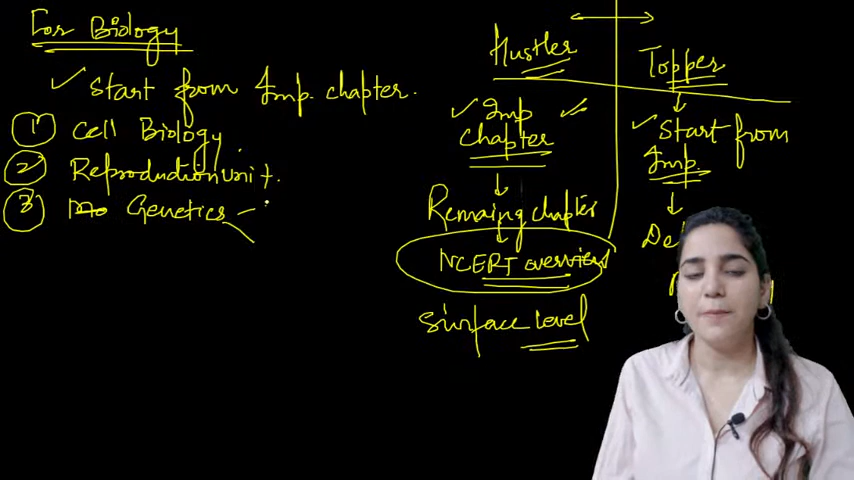 For Biology
✓ Start from Imp. chapter.
① Cell Biology
② Reproduction unit.
③ Genetics –
Hustler
✓ Imp ✓
chapter
↓
Remaing chapter
↓
NCERT overview
Surface level
Topper
↓
✓ Start from
Imp.
↓